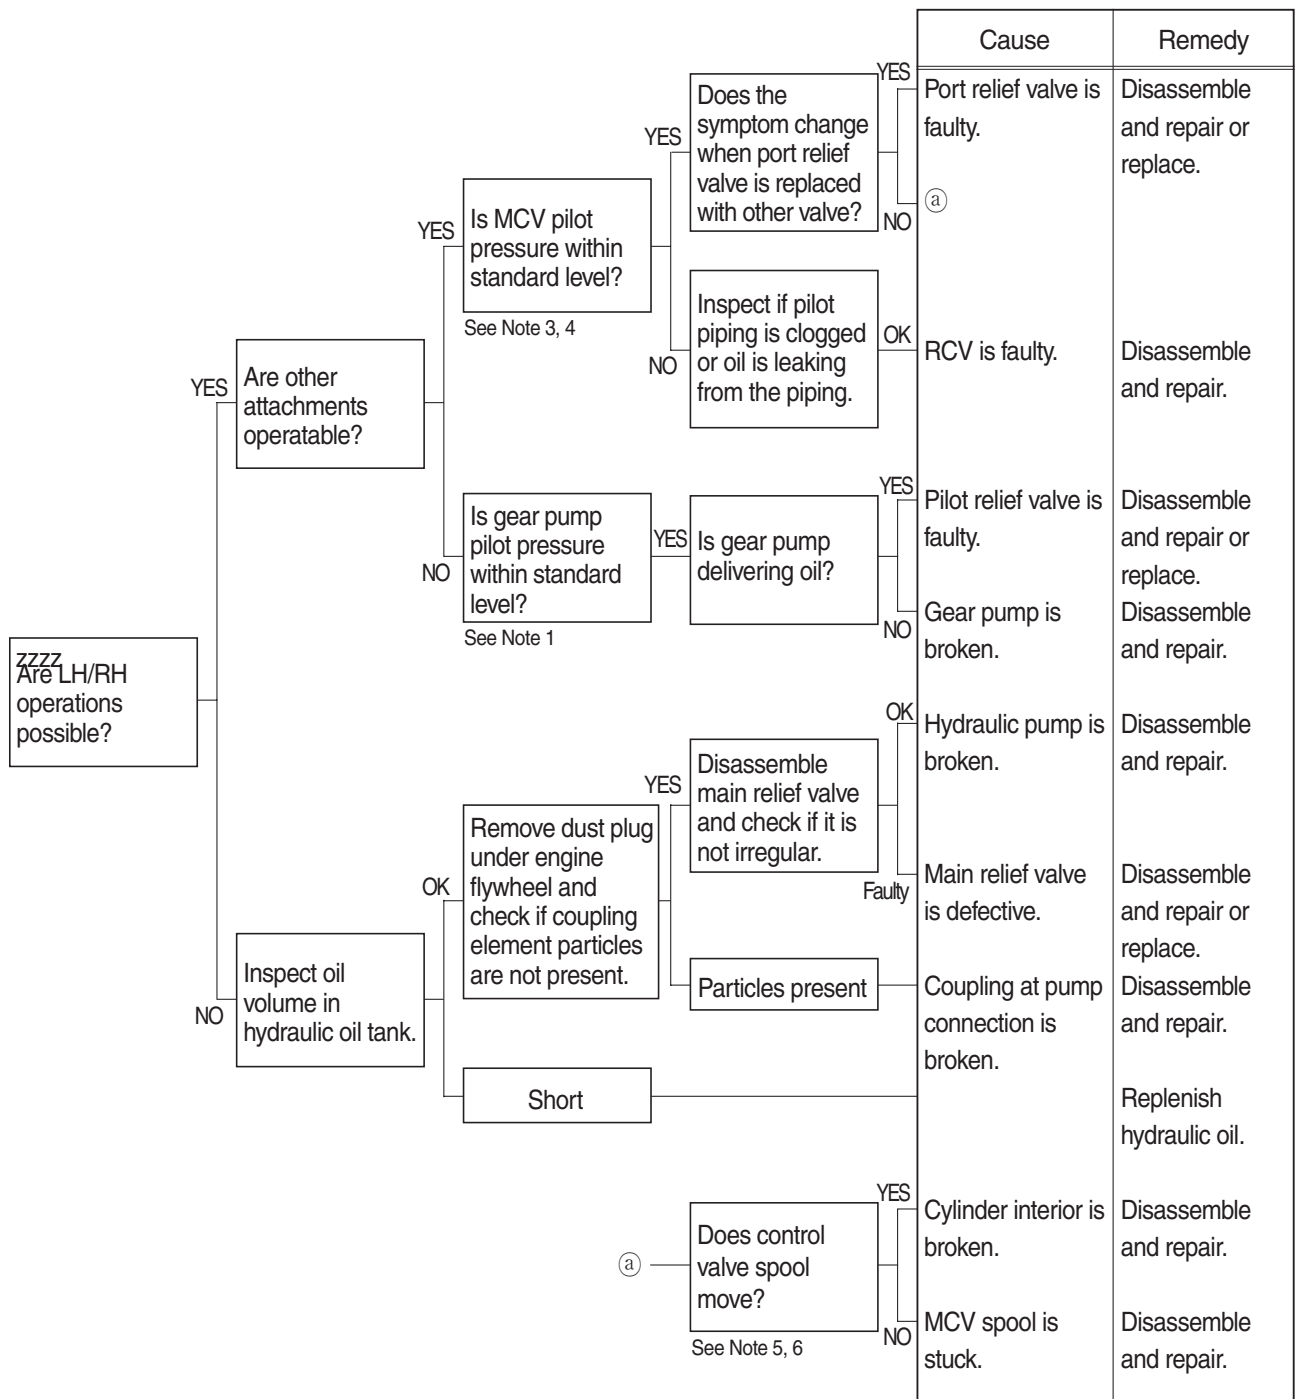 Cause
Remedy
YES
Does the
symptom change
when port relief
valve is replaced
with other valve?
YES
NO
Port relief valve is
faulty.
Disassemble
and repair or
replace.
ⓐ
YES
Is MCV pilot
pressure within
standard level?
See Note 3, 4
NO
Inspect if pilot
piping is clogged
or oil is leaking
from the piping.
OK
RCV is faulty.
Disassemble
and repair.
YES
Are other
attachments
operatable?
NO
Is gear pump
pilot pressure
within standard
level?
See Note 1
YES
Is gear pump
delivering oil?
YES
Pilot relief valve is
faulty.
Disassemble
and repair or
replace.
NO
Gear pump is
broken.
Disassemble
and repair.
zzzz
Are LH/RH
operations
possible?
NO
Inspect oil
volume in
hydraulic oil tank.
OK
Remove dust plug
under engine
flywheel and
check if coupling
element particles
are not present.
YES
Disassemble
main relief valve
and check if it is
not irregular.
OK
Hydraulic pump is
broken.
Disassemble
and repair.
Faulty
Main relief valve
is defective.
Disassemble
and repair or
replace.
Particles present
Coupling at pump
connection is
broken.
Disassemble
and repair.
Short
Replenish
hydraulic oil.
ⓐ
Does control
valve spool
move?
See Note 5, 6
YES
Cylinder interior is
broken.
Disassemble
and repair.
NO
MCV spool is
stuck.
Disassemble
and repair.